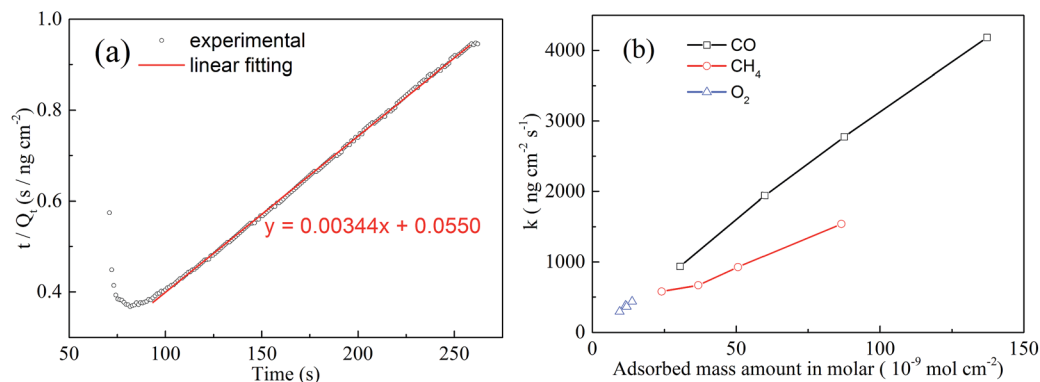 (a)
experimental
linear fitting
y = 0.00344x + 0.0550
t / Qt (s / ng cm-2)
1.0
0.8
0.6
0.4
50 100 150 200 250
Time (s)
(b)
CO
CH4
O2
k ( ng cm-2 s-1)
4000
3000
2000
1000
0
0 50 100 150
Adsorbed mass amount in molar ( 10-9 mol cm-2)